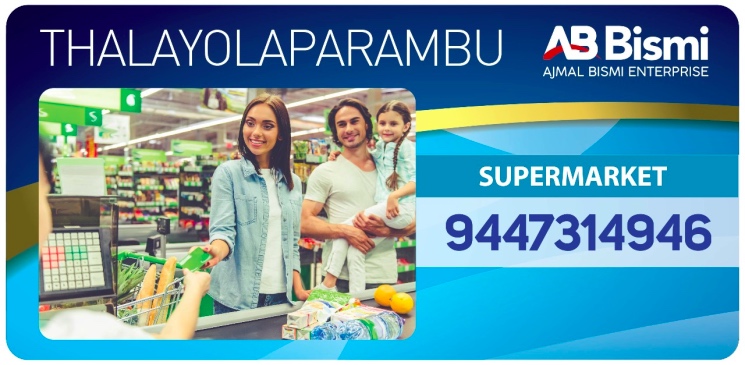 THALAYOLAPARAMBU
AB Bismi
AJMAL BISMI ENTERPRISE
SUPERMARKET
9447314946